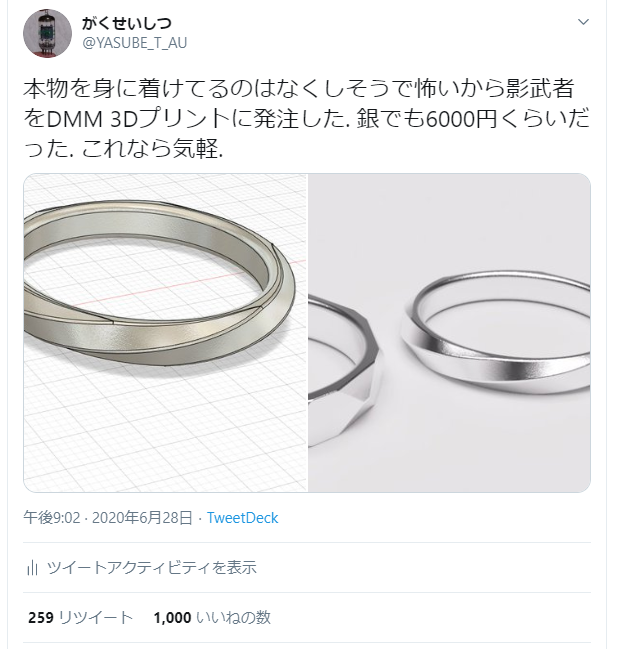 がくせいしつ
@YASUBE_T_AU
本物を身に着けてるのはなくしそうで怖いから影武者
をDMM 3Dプリントに発注した. 銀でも6000円くらいだ
った. これなら気軽.
午後9:02 · 2020年6月28日 · TweetDeck
ツイートアクティビティを表示
259 リツイート 1,000 いいねの数